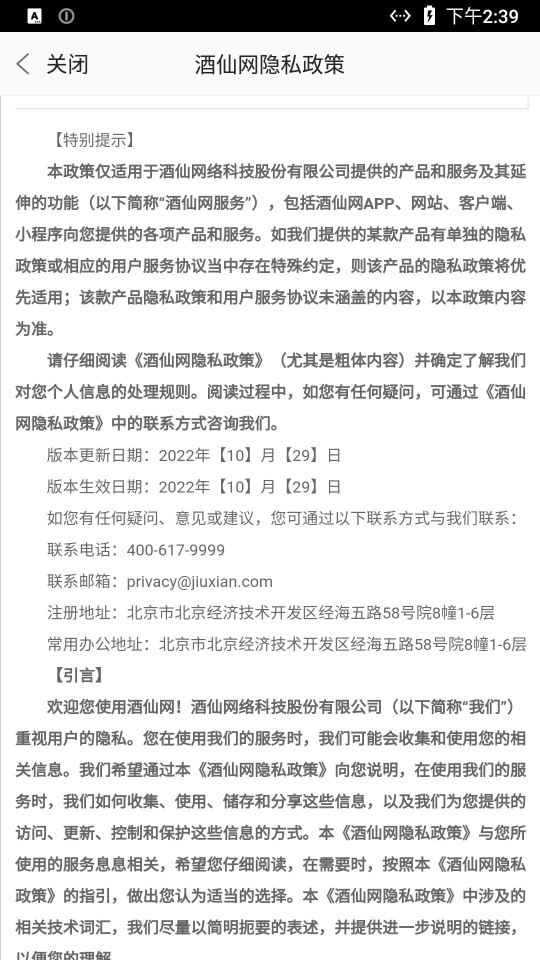 下午2:39
关闭
酒仙网隐私政策
【特别提示】
本政策仅适用于酒仙网络科技股份有限公司提供的产品和服务及其延
伸的功能（以下简称“酒仙网服务”），包括酒仙网APP、网站、客户端、
小程序向您提供的各项产品和服务。如我们提供的某款产品有单独的隐私
政策或相应的用户服务协议当中存在特殊约定，则该产品的隐私政策将优
先适用；该款产品隐私政策和用户服务协议未涵盖的内容，以本政策内容
为准。
请仔细阅读《酒仙网隐私政策》（尤其是粗体内容）并确定了解我们
对您个人信息的处理规则。阅读过程中，如您有任何疑问，可通过《酒仙
网隐私政策》中的联系方式咨询我们。
版本更新日期：2022年【10】月【29】日
版本生效日期：2022年【10】月【29】日
如您有任何疑问、意见或建议，您可通过以下联系方式与我们联系：
联系电话：400-617-9999
联系邮箱：privacy@jiuxian.com
注册地址：北京市北京经济技术开发区经海五路58号院8幢1-6层
常用办公地址：北京市北京经济技术开发区经海五路58号院8幢1-6层
【引言】
欢迎您使用酒仙网！酒仙网络科技股份有限公司（以下简称“我们”）
重视用户的隐私。您在使用我们的服务时，我们可能会收集和使用您的相
关信息。我们希望通过本《酒仙网隐私政策》向您说明，在使用我们的服
务时，我们如何收集、使用、储存和分享这些信息，以及我们为您提供的
访问、更新、控制和保护这些信息的方式。本《酒仙网隐私政策》与您所
使用的服务息息相关，希望您仔细阅读，在需要时，按照本《酒仙网隐私
政策》的指引，做出您认为适当的选择。本《酒仙网隐私政策》中涉及的
相关技术词汇，我们尽量以简明扼要的表述，并提供进一步说明的链接，
以便您的理解